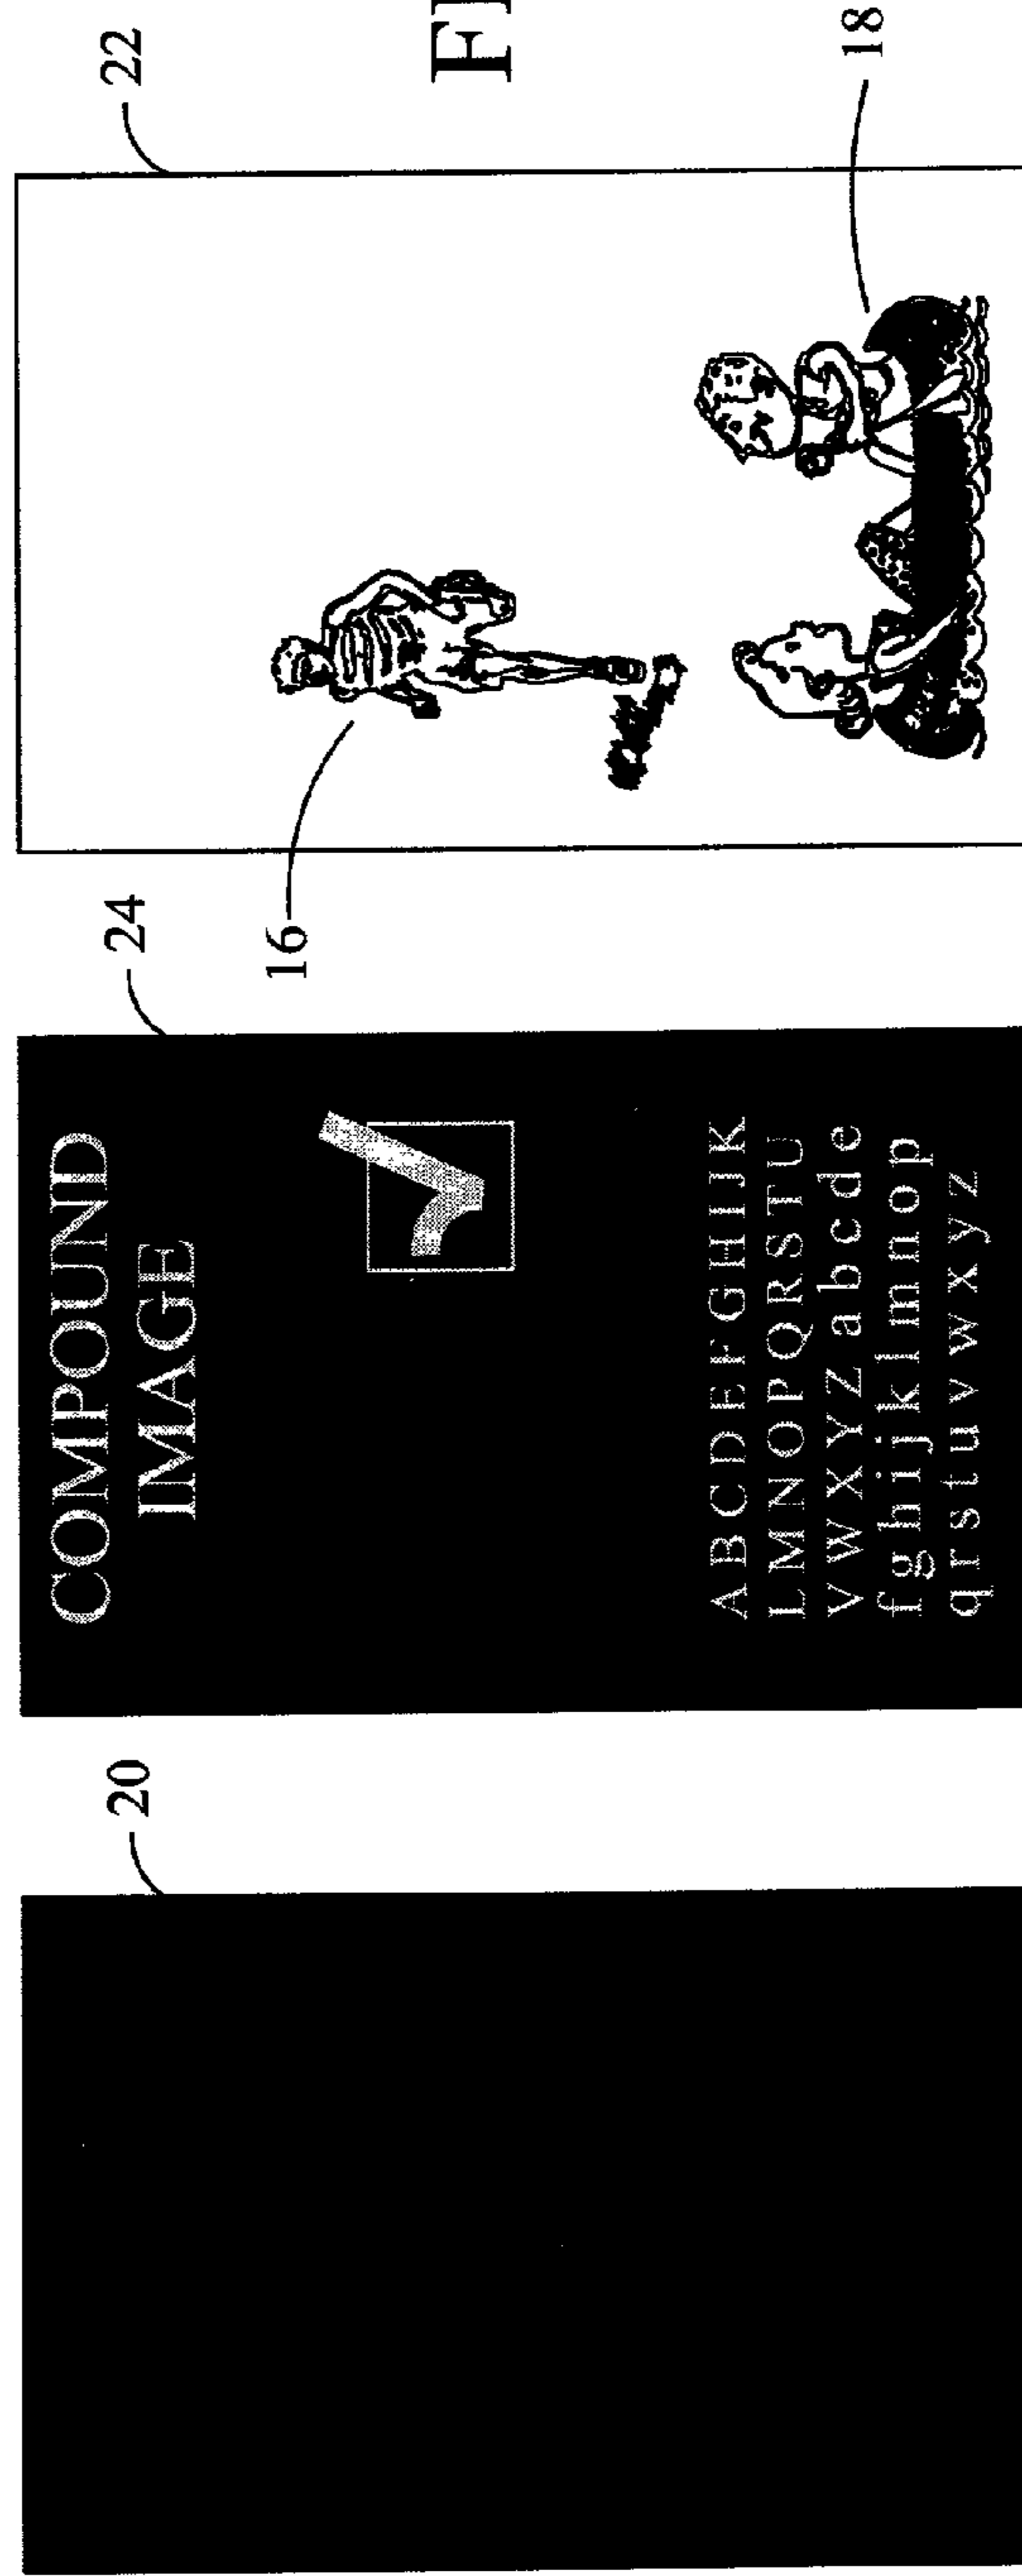 20
24
22
COMPOUND
IMAGE
16
A B C D E F G H I J K
L M N O P Q R S T U
V W X Y Z a b c d e
f g h i j k l m n o p
q r s t u v w x y z
18